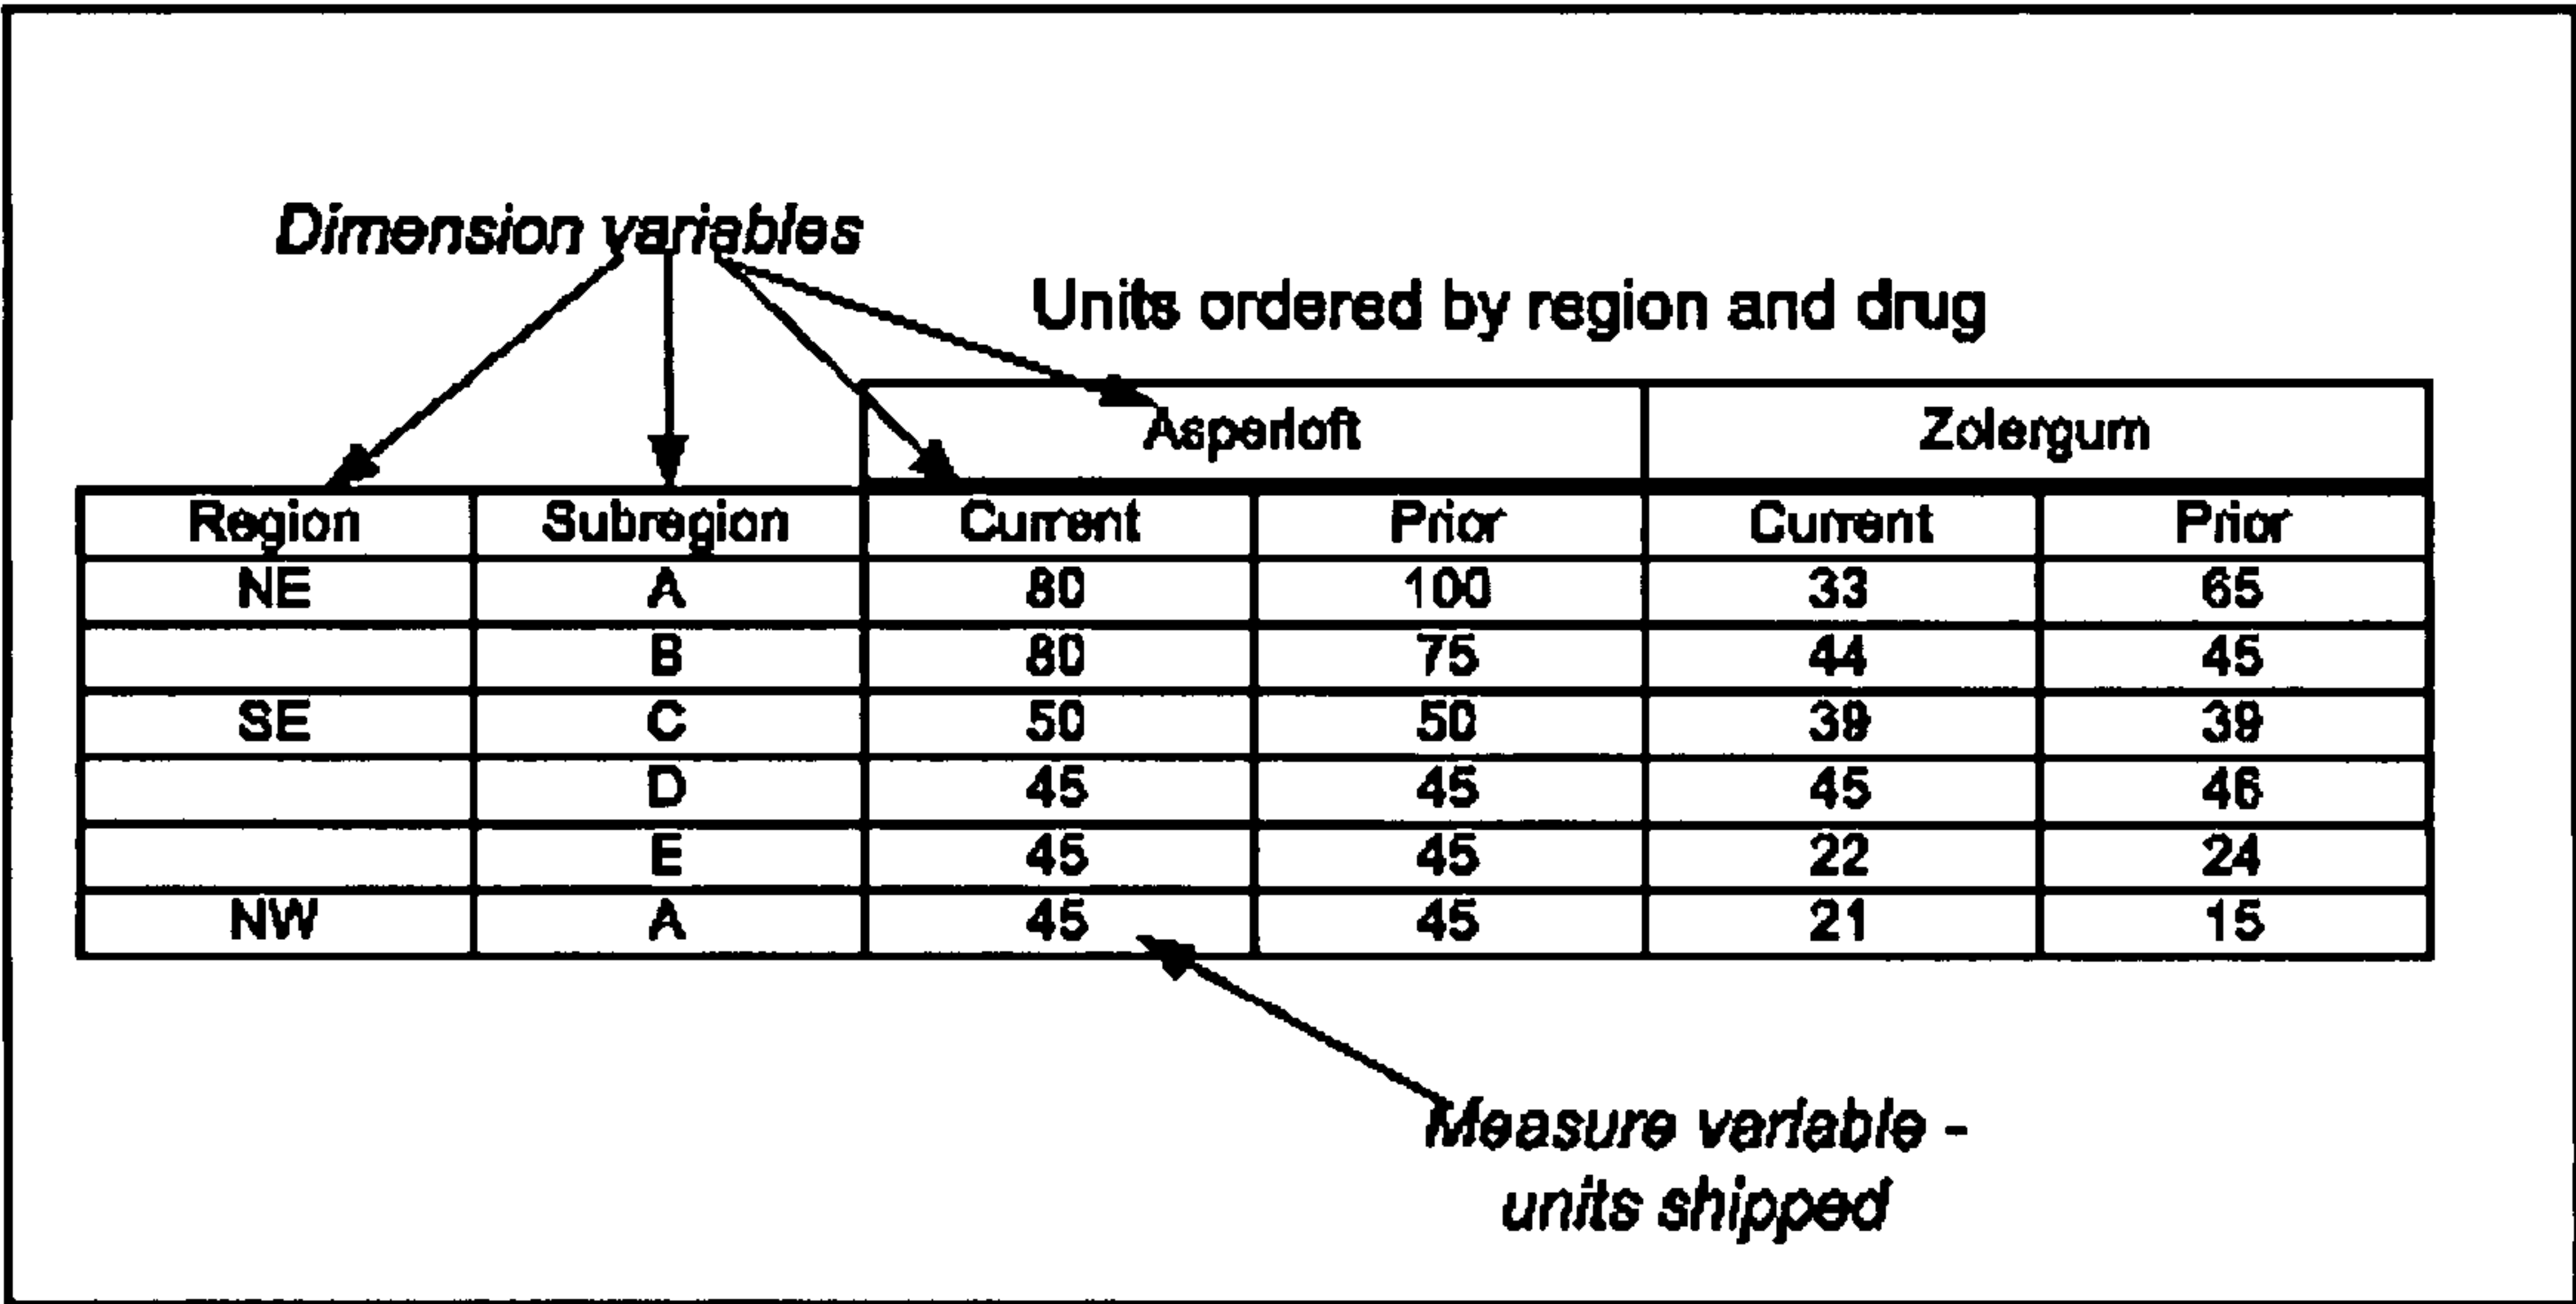 Dimension variables
Units ordered by region and drug
Asperloft Zolergum
Region Subregion Current Prior Current Prior
NE A 80 100 33 65
B 80 75 44 45
SE C 50 50 39 39
D 45 45 45 46
E 45 45 22 24
NW A 45 45 21 15
Measure variable -
units shipped